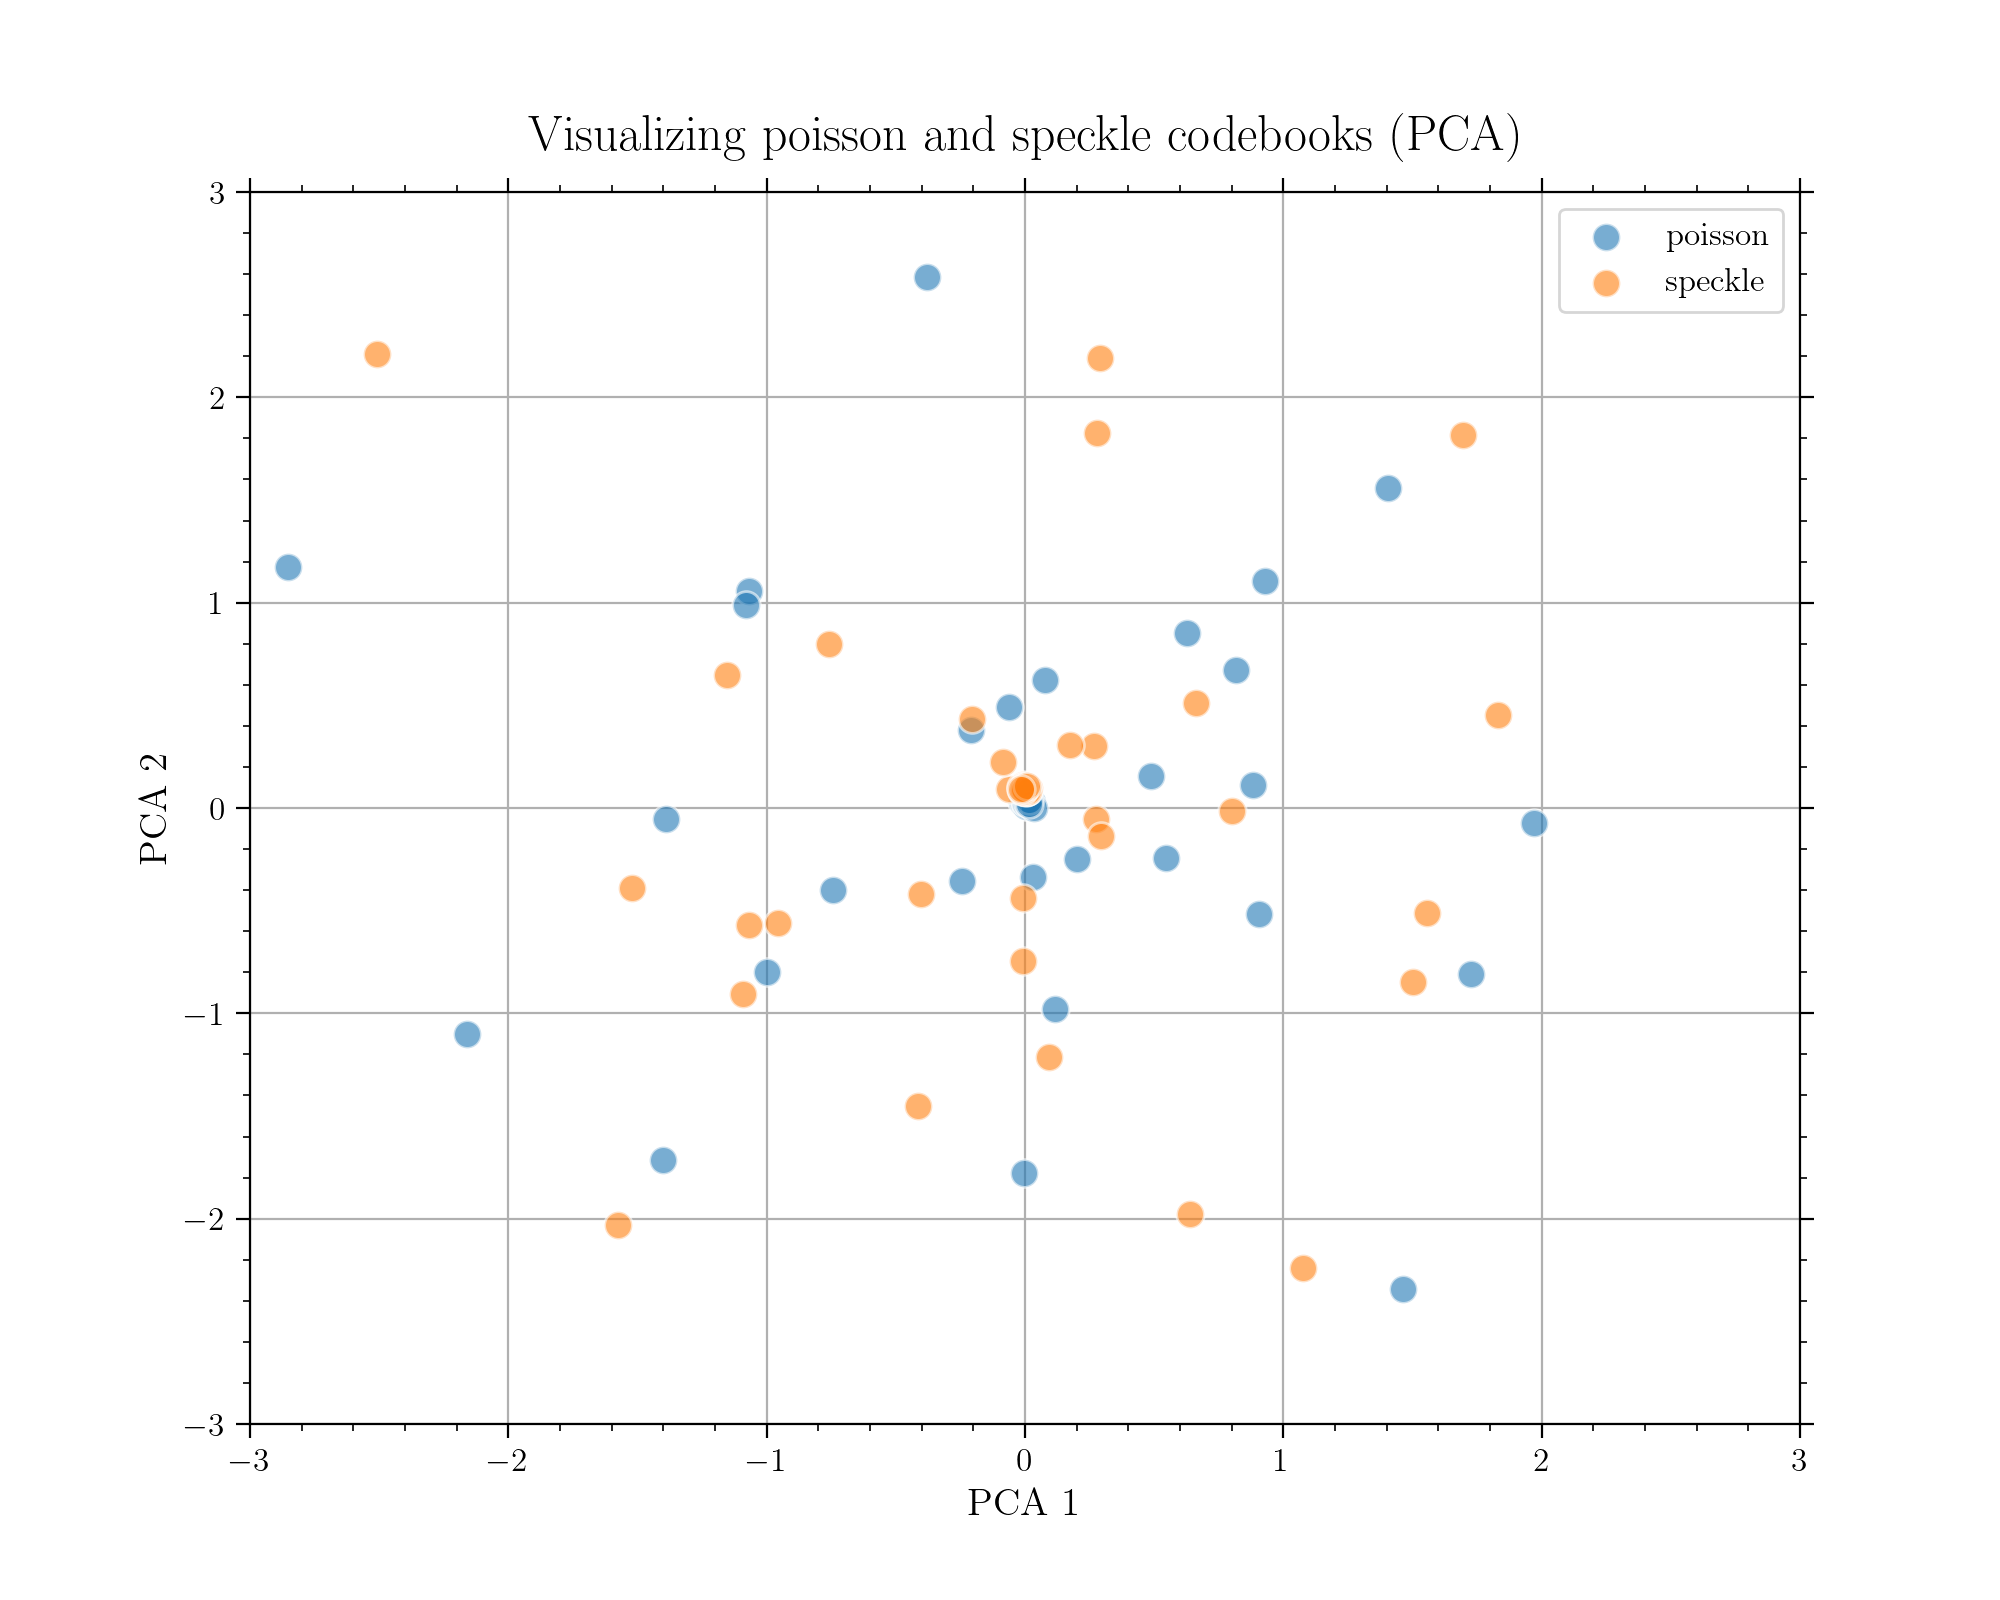 Visualizing poisson and speckle codebooks (PCA)
poisson
speckle
3
2
1
0
−1
−2
−3
PCA 2
−3
−2
−1
0
1
2
3
PCA 1